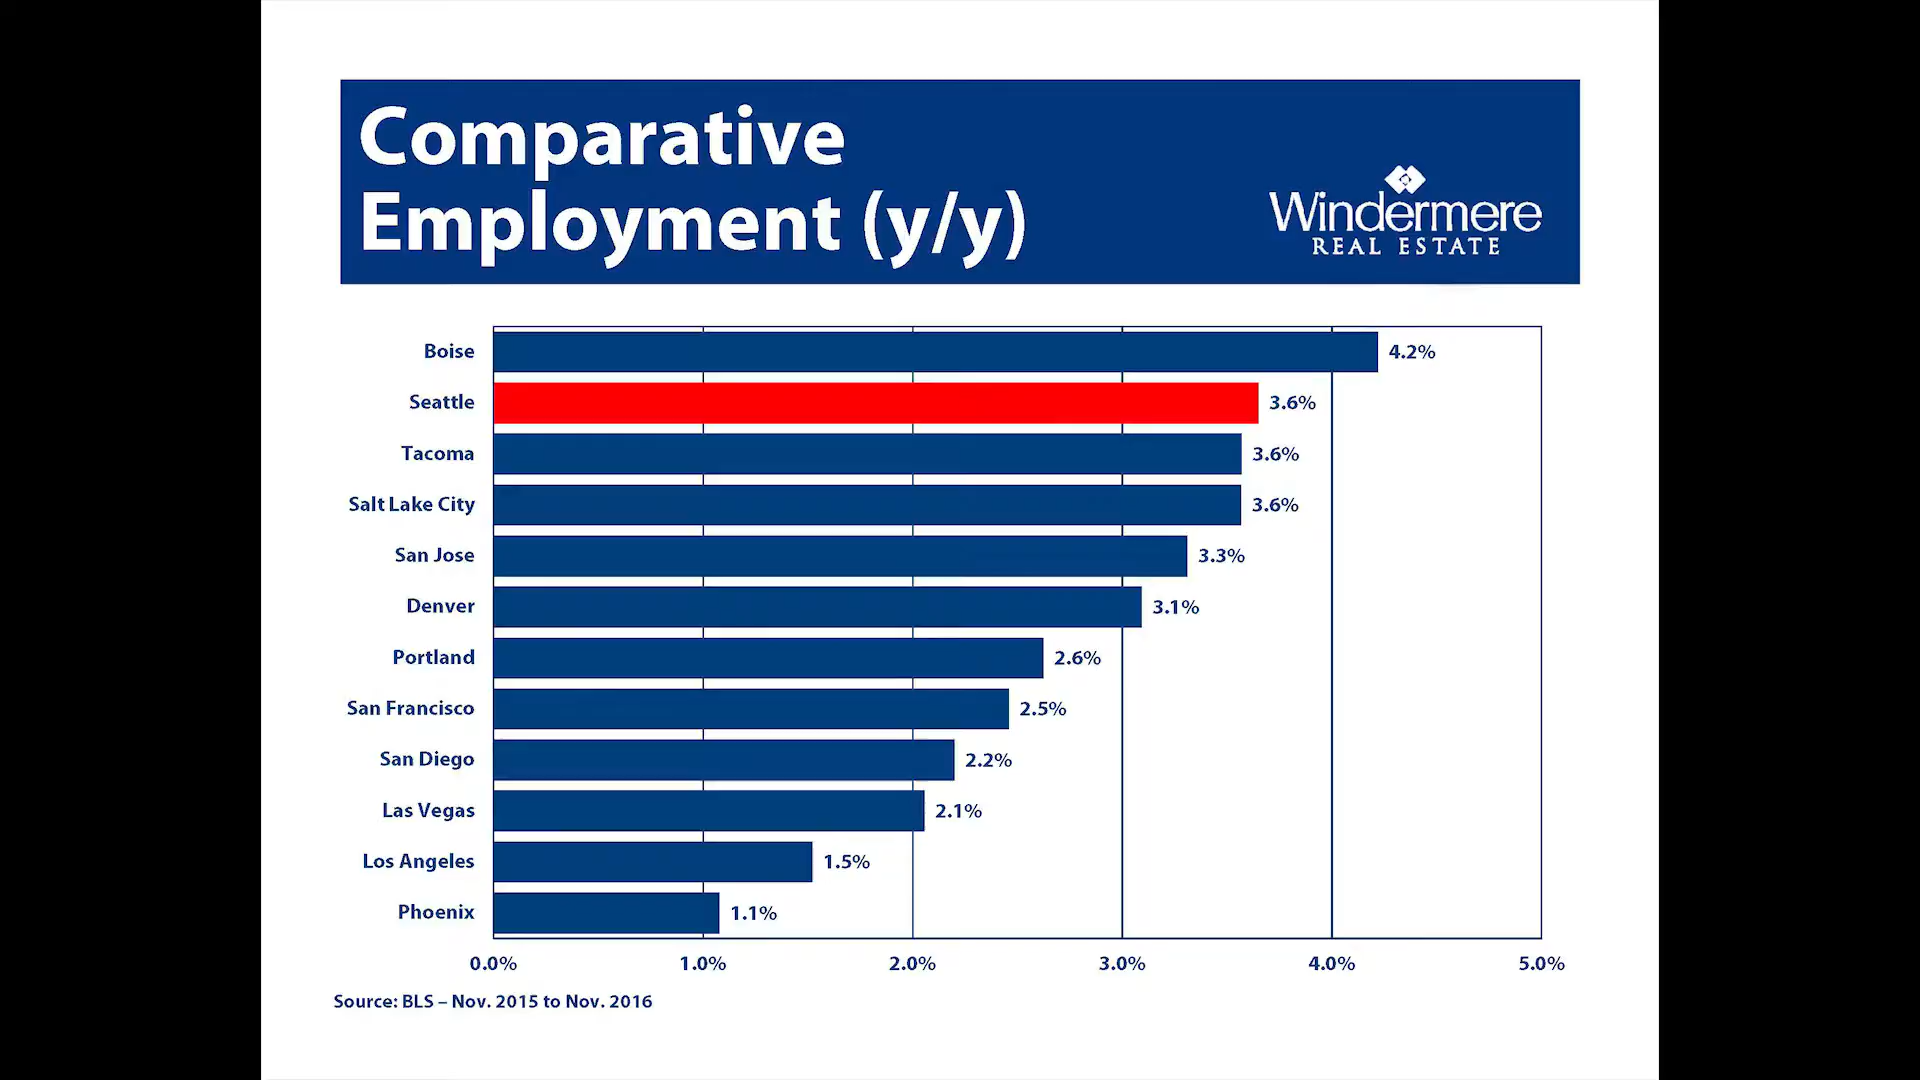 Comparative
Employment (y/y)
Windermere
REAL ESTATE
Boise 4.2%
Seattle 3.6%
Tacoma 3.6%
Salt Lake City 3.6%
San Jose 3.3%
Denver 3.1%
Portland 2.6%
San Francisco 2.5%
San Diego 2.2%
Las Vegas 2.1%
Los Angeles 1.5%
Phoenix 1.1%
0.0% 1.0% 2.0% 3.0% 4.0% 5.0%
Source: BLS – Nov. 2015 to Nov. 2016